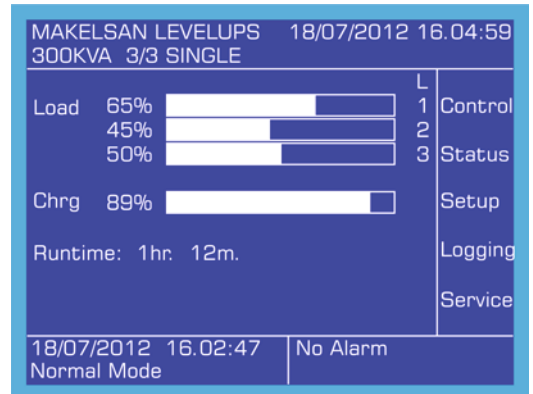 MAKELSAN LEVELUPS 18/07/2012 16.04:59
300KVA 3/3 SINGLE
L
Load 65% 1 Control
45% 2
50% 3 Status
Chrg 89% Setup
Runtime: 1hr. 12m. Logging
Service
18/07/2012 16.02:47 No Alarm
Normal Mode